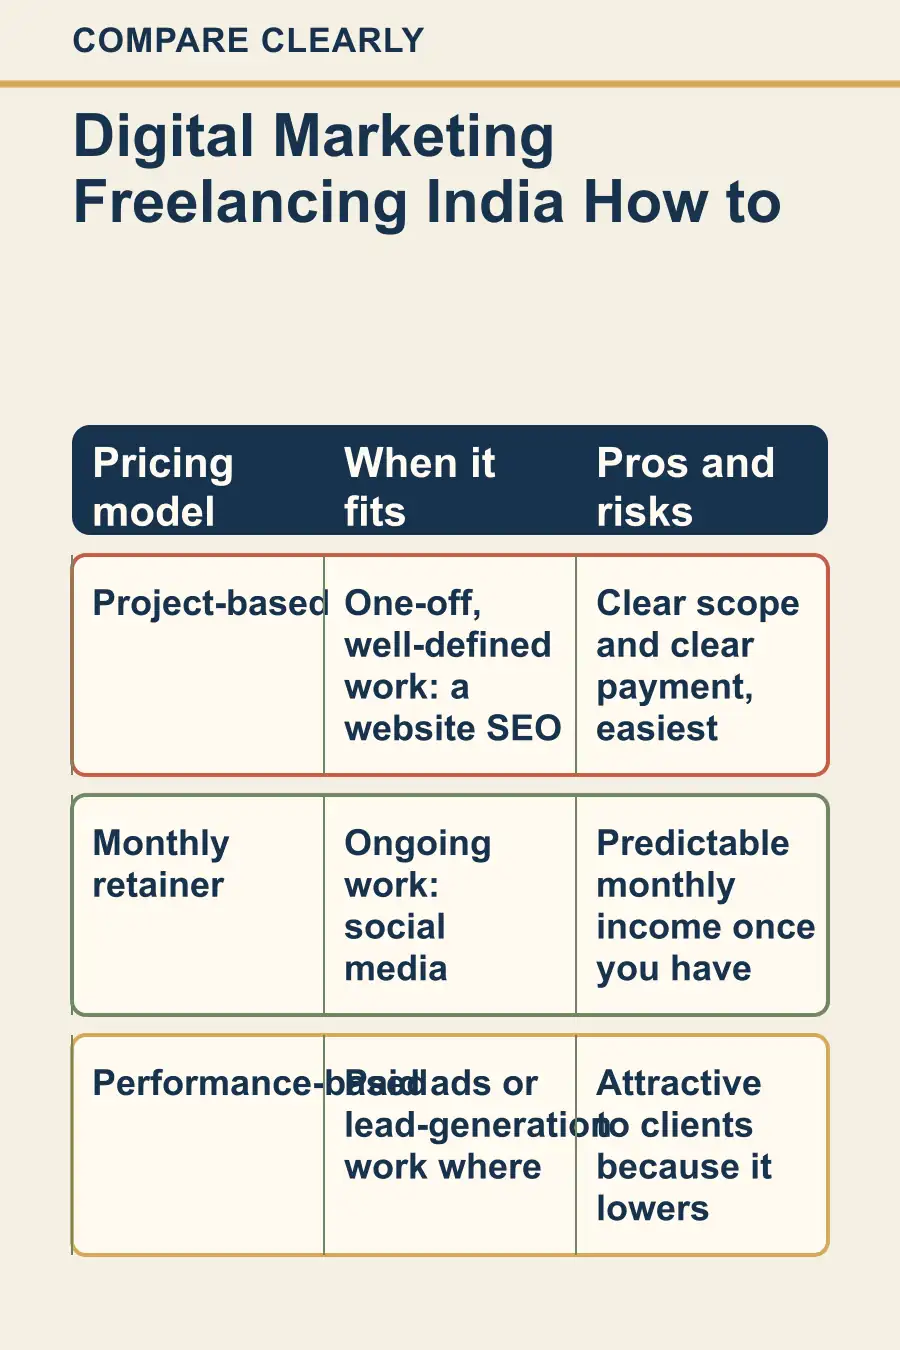 COMPARE CLEARLY
Digital Marketing
Freelancing India How to
Pricing
model
When it
fits
Pros and
risks
Project-based
One-off,
well-defined
work: a
website SEO
Clear scope
and clear
payment,
easiest
Monthly
retainer
Ongoing
work:
social
media
Predictable
monthly
income once
you have
Performance-based
Paid ads or
lead-generation
work where
Attractive
to clients
because it
lowers